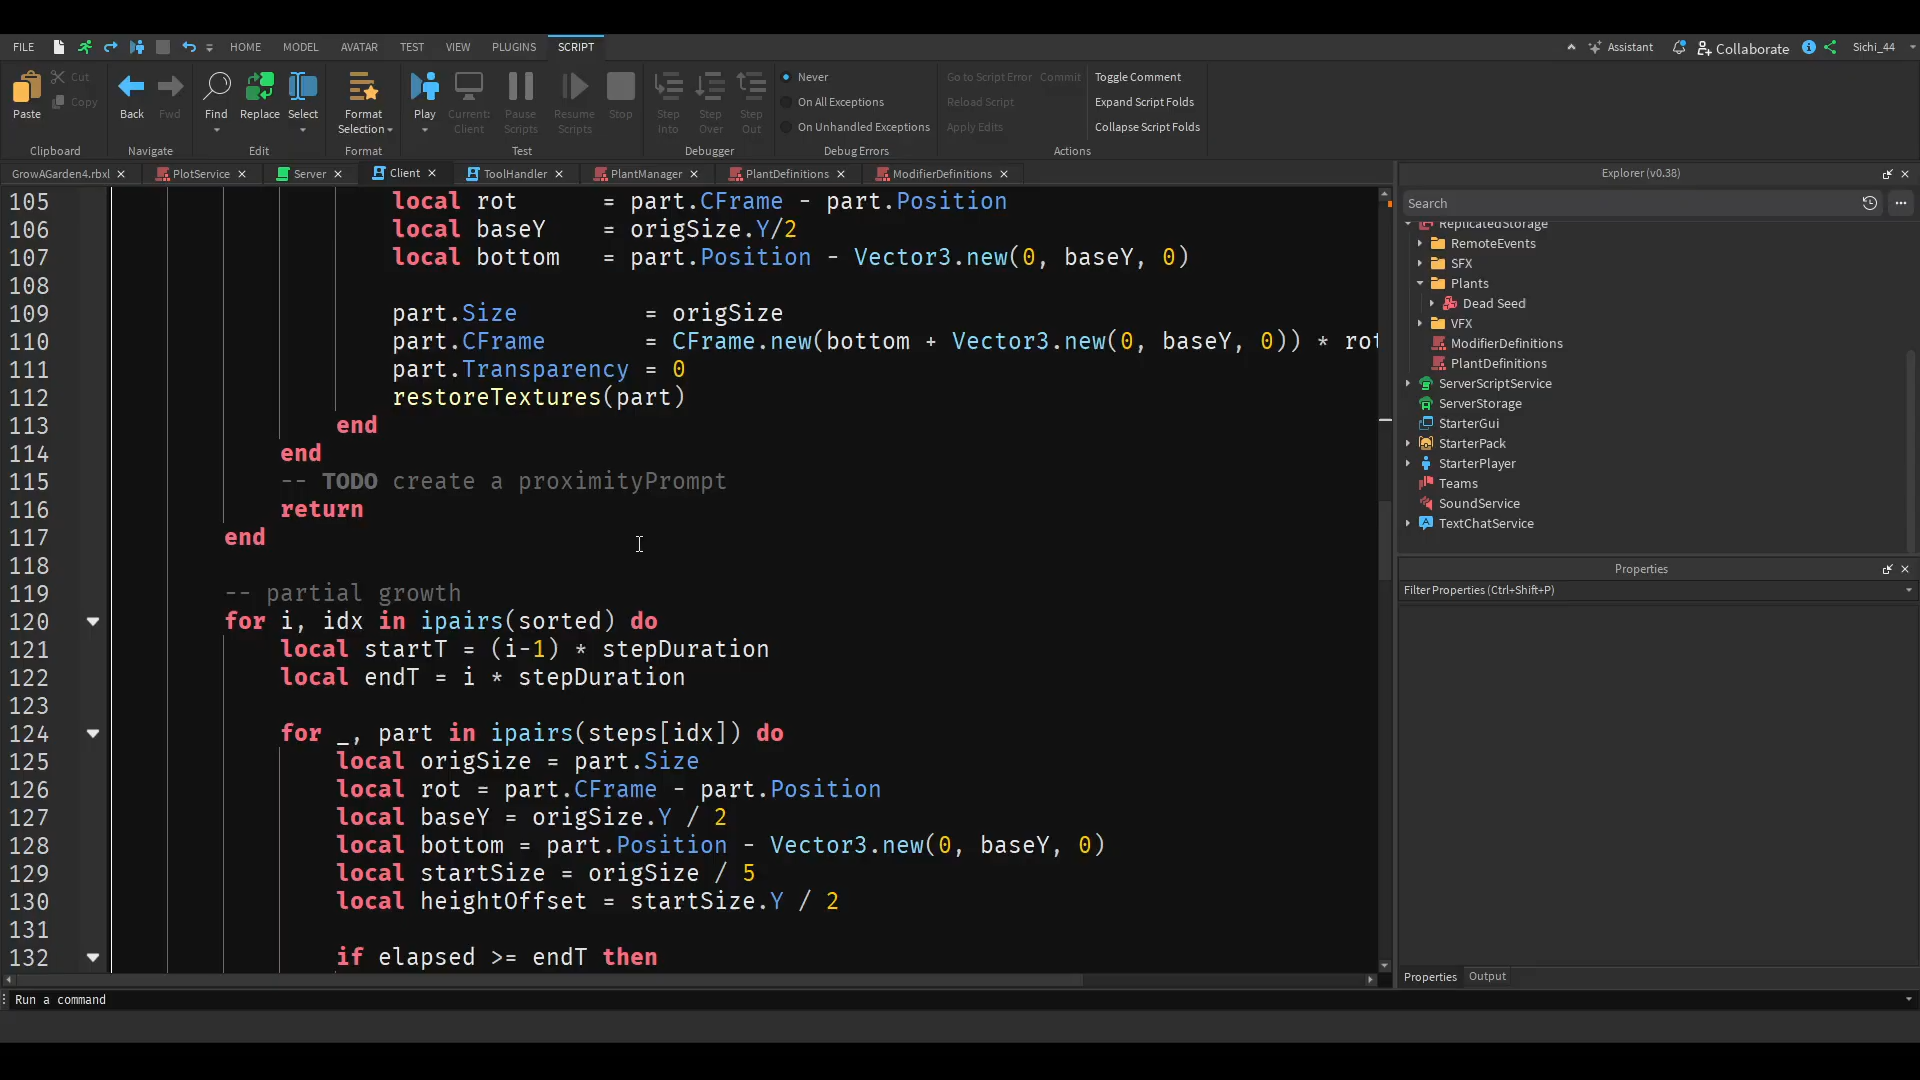 FILE HOME MODEL AVATAR TEST VIEW PLUGINS SCRIPT Assistant Collaborate Sichi_44
Paste Cut Copy Back Fwd Find Replace Select Format Selection Play Current: Client Pause Scripts Resume Scripts Stop Step Into Step Over Step Out
Never
On All Exceptions
On Unhandled Exceptions
Go to Script Error Commit
Reload Script
Apply Edits
Toggle Comment
Expand Script Folds
Collapse Script Folds
Clipboard Navigate Edit Format Test Debugger Debug Errors Actions
GrowAGarden4.rbxl PlotService Server Client ToolHandler PlantManager PlantDefinitions ModifierDefinitions
105 local rot = part.CFrame - part.Position
106 local baseY = origSize.Y/2
107 local bottom = part.Position - Vector3.new(0, baseY, 0)
108
109 part.Size = origSize
110 part.CFrame = CFrame.new(bottom + Vector3.new(0, baseY, 0)) * rot
111 part.Transparency = 0
112 restoreTextures(part)
113 end
114 end
115 -- TODO create a proximityPrompt
116 return
117 end
118
119 -- partial growth
120 for i, idx in ipairs(sorted) do
121 local startT = (i-1) * stepDuration
122 local endT = i * stepDuration
123
124 for _, part in ipairs(steps[idx]) do
125 local origSize = part.Size
126 local rot = part.CFrame - part.Position
127 local baseY = origSize.Y / 2
128 local bottom = part.Position - Vector3.new(0, baseY, 0)
129 local startSize = origSize / 5
130 local heightOffset = startSize.Y / 2
131
132 if elapsed >= endT then
Explorer (v0.38)
Search
ReplicatedStorage
RemoteEvents
SFX
Plants
Dead Seed
VFX
ModifierDefinitions
PlantDefinitions
ServerScriptService
ServerStorage
StarterGui
StarterPack
StarterPlayer
Teams
SoundService
TextChatService
Properties
Filter Properties (Ctrl+Shift+P)
Properties Output
Run a command